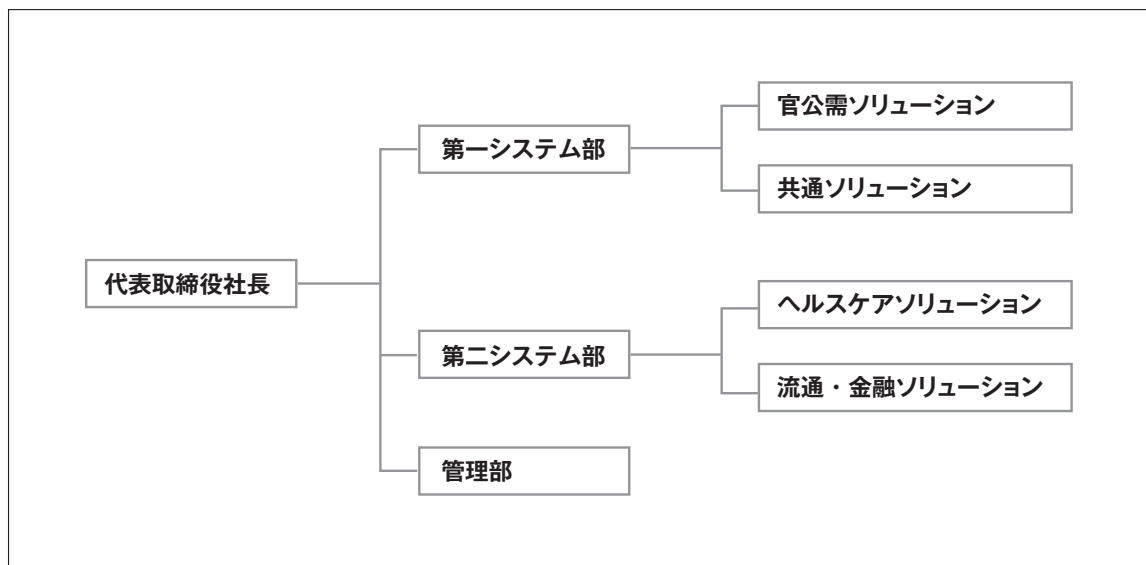 代表取締役社長
第一システム部
官公需ソリューション
共通ソリューション
第二システム部
ヘルスケアソリューション
流通・金融ソリューション
管理部